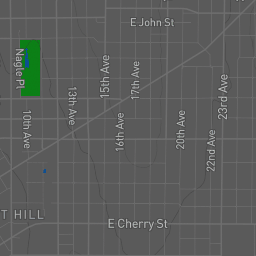 E John St
Nagle Pl
15th Ave
17th Ave
13th Ave
23rd Ave
10th Ave
16th Ave
20th Ave
22nd Ave
T HILL
E Cherry St